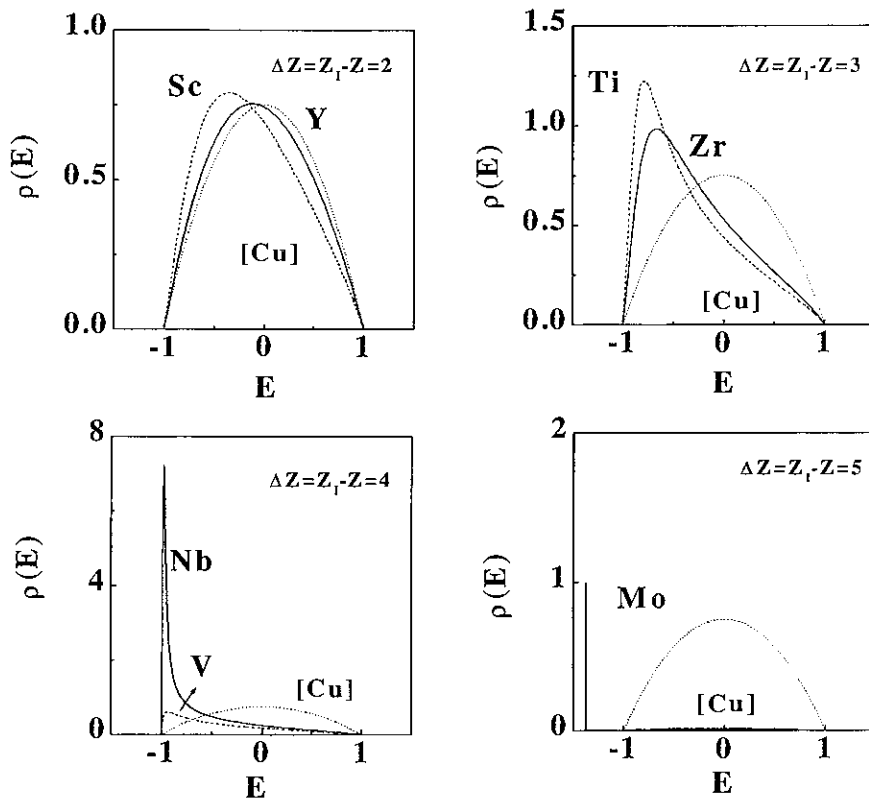 1.0
ΔZ=Z_I-Z=2
Sc
Y
ρ(E)
0.5
[Cu]
0.0
-1 0 1
E
1.5
ΔZ=Z_I-Z=3
Ti
1.0
Zr
ρ(E)
0.5
[Cu]
0.0
-1 0 1
E
8
ΔZ=Z_I-Z=4
Nb
ρ(E)
4
V
[Cu]
0
-1 0 1
E
2
ΔZ=Z_I-Z=5
ρ(E)
1
Mo
[Cu]
0
-1 0 1
E